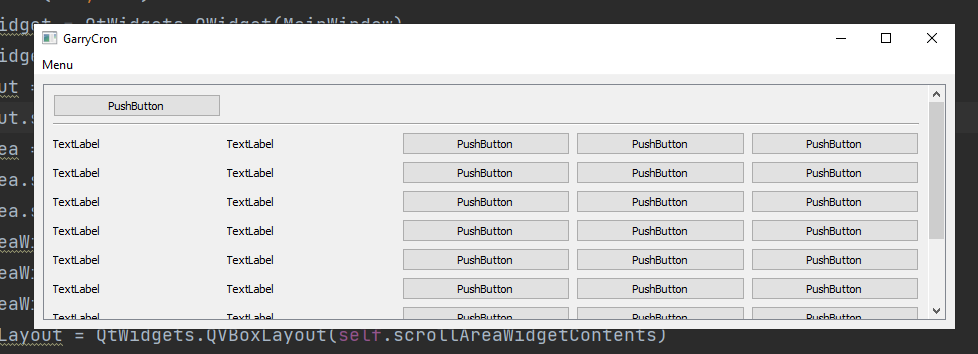 idget = QtWidgets.QWidget(MainWindow)
GarryCron
Menu
PushButton
TextLabel TextLabel PushButton PushButton PushButton
TextLabel TextLabel PushButton PushButton PushButton
TextLabel TextLabel PushButton PushButton PushButton
TextLabel TextLabel PushButton PushButton PushButton
TextLabel TextLabel PushButton PushButton PushButton
TextLabel TextLabel PushButton PushButton PushButton
TextLabel TextLabel PushButton PushButton PushButton
idge
ut =
ut.s
ea =
ea.s
ea.s
eaWi
eaWi
eaWi
Layout = QtWidgets.QVBoxLayout(self.scrollAreaWidgetContents)